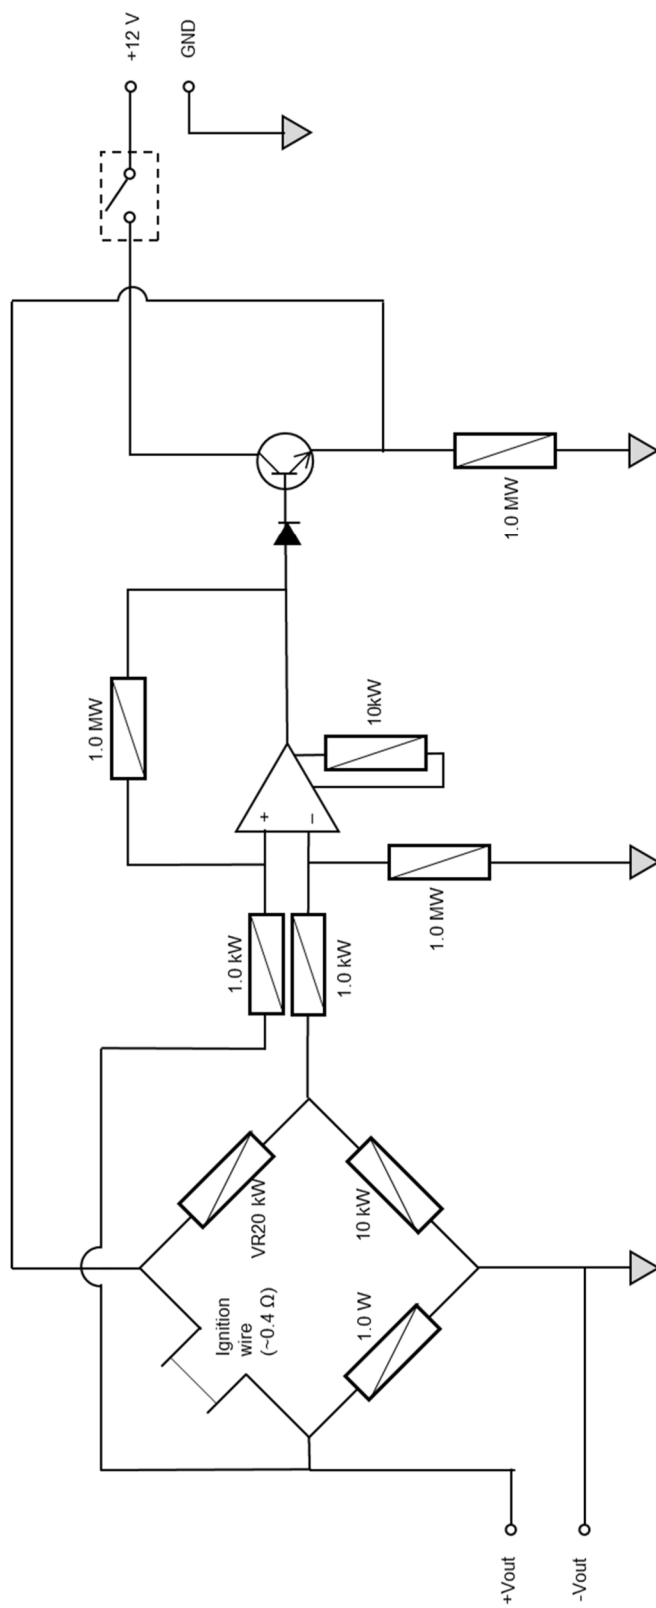 +12 V
GND
1.0 MW
1.0 MW
10kW
+
–
1.0 MW
1.0 kW
1.0 kW
VR20 kW
10 kW
Ignition
wire
(~0.4 Ω)
1.0 W
+Vout
-Vout